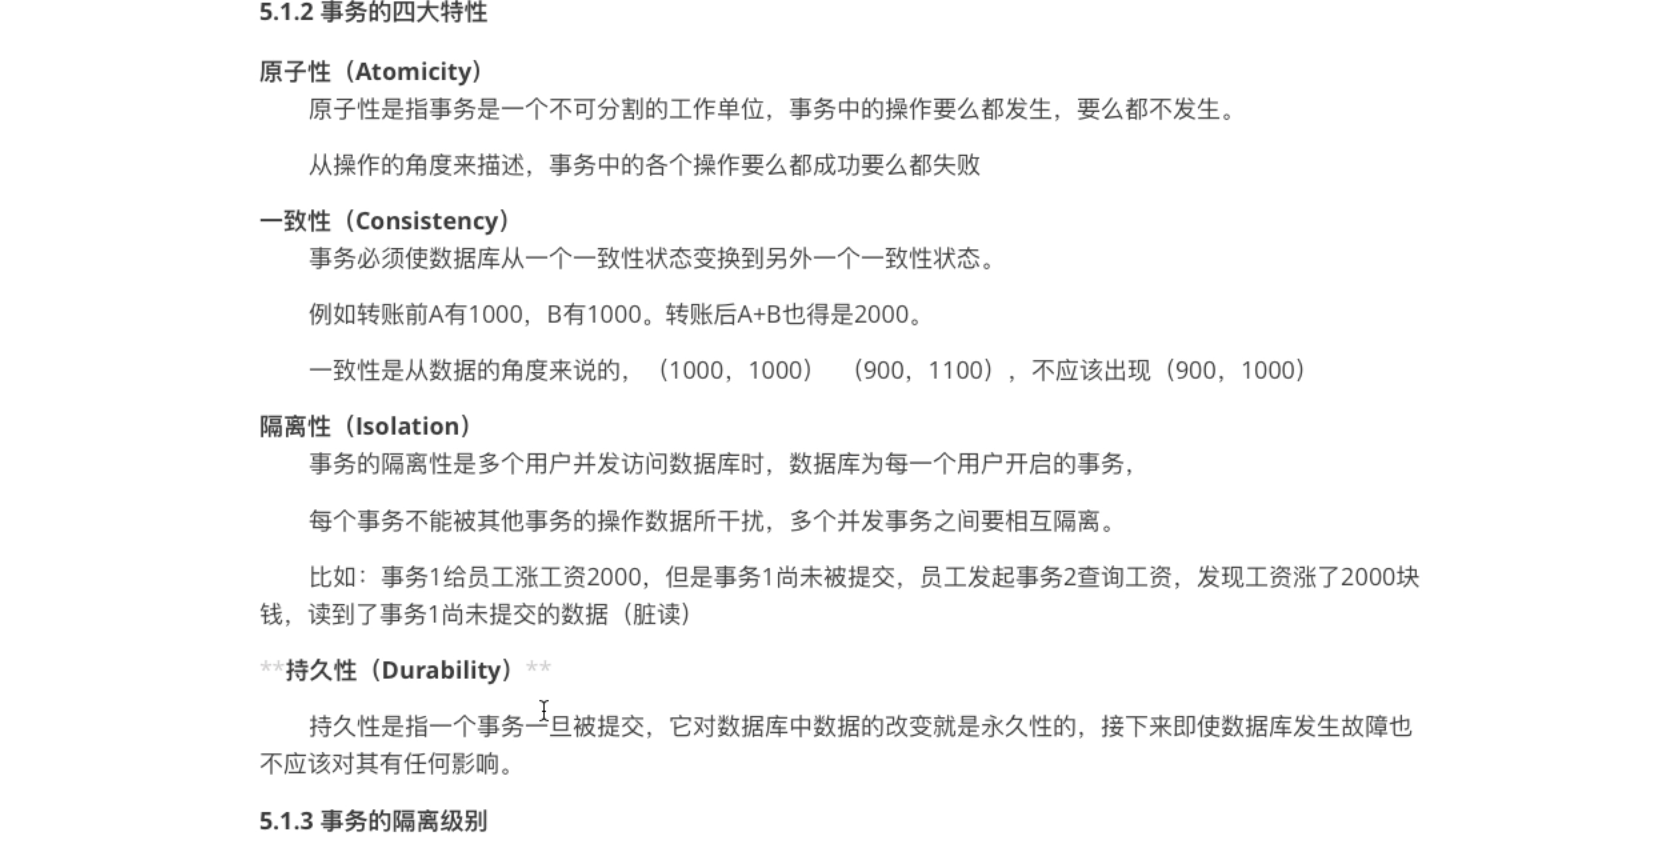 5.1.2 事务的四大特性
原子性（Atomicity）
原子性是指事务是一个不可分割的工作单位，事务中的操作要么都发生，要么都不发生。
从操作的角度来描述，事务中的各个操作要么都成功要么都失败
一致性（Consistency）
事务必须使数据库从一个一致性状态变换到另外一个一致性状态。
例如转账前A有1000，B有1000。转账后A+B也得是2000。
一致性是从数据的角度来说的，（1000，1000） （900，1100），不应该出现（900，1000）
隔离性（Isolation）
事务的隔离性是多个用户并发访问数据库时，数据库为每一个用户开启的事务，
每个事务不能被其他事务的操作数据所干扰，多个并发事务之间要相互隔离。
比如：事务1给员工涨工资2000，但是事务1尚未被提交，员工发起事务2查询工资，发现工资涨了2000块
钱，读到了事务1尚未提交的数据（脏读）
**持久性（Durability）**
持久性是指一个事务一旦被提交，它对数据库中数据的改变就是永久性的，接下来即使数据库发生故障也
不应该对其有任何影响。
5.1.3 事务的隔离级别